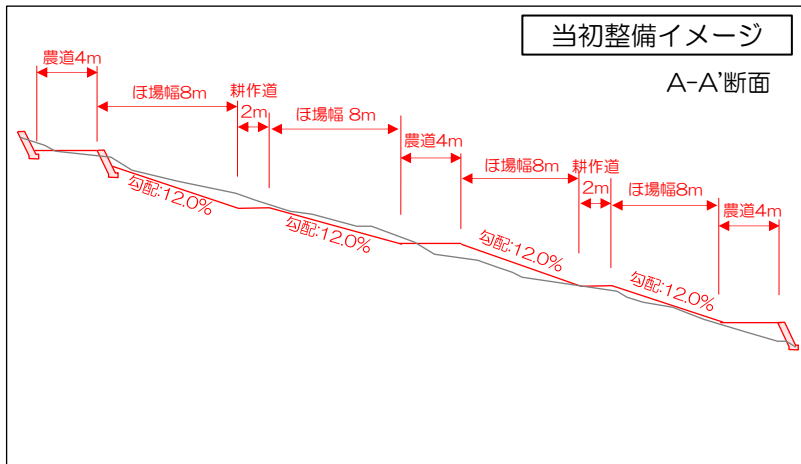 当初整備イメージ
A-A'断面
農道4m
ほ場幅8m
耕作道
2m
ほ場幅 8m
農道4m
ほ場幅8m
耕作道
2m
ほ場幅8m
農道4m
勾配:12.0%
勾配:12.0%
勾配:12.0%
勾配:12.0%